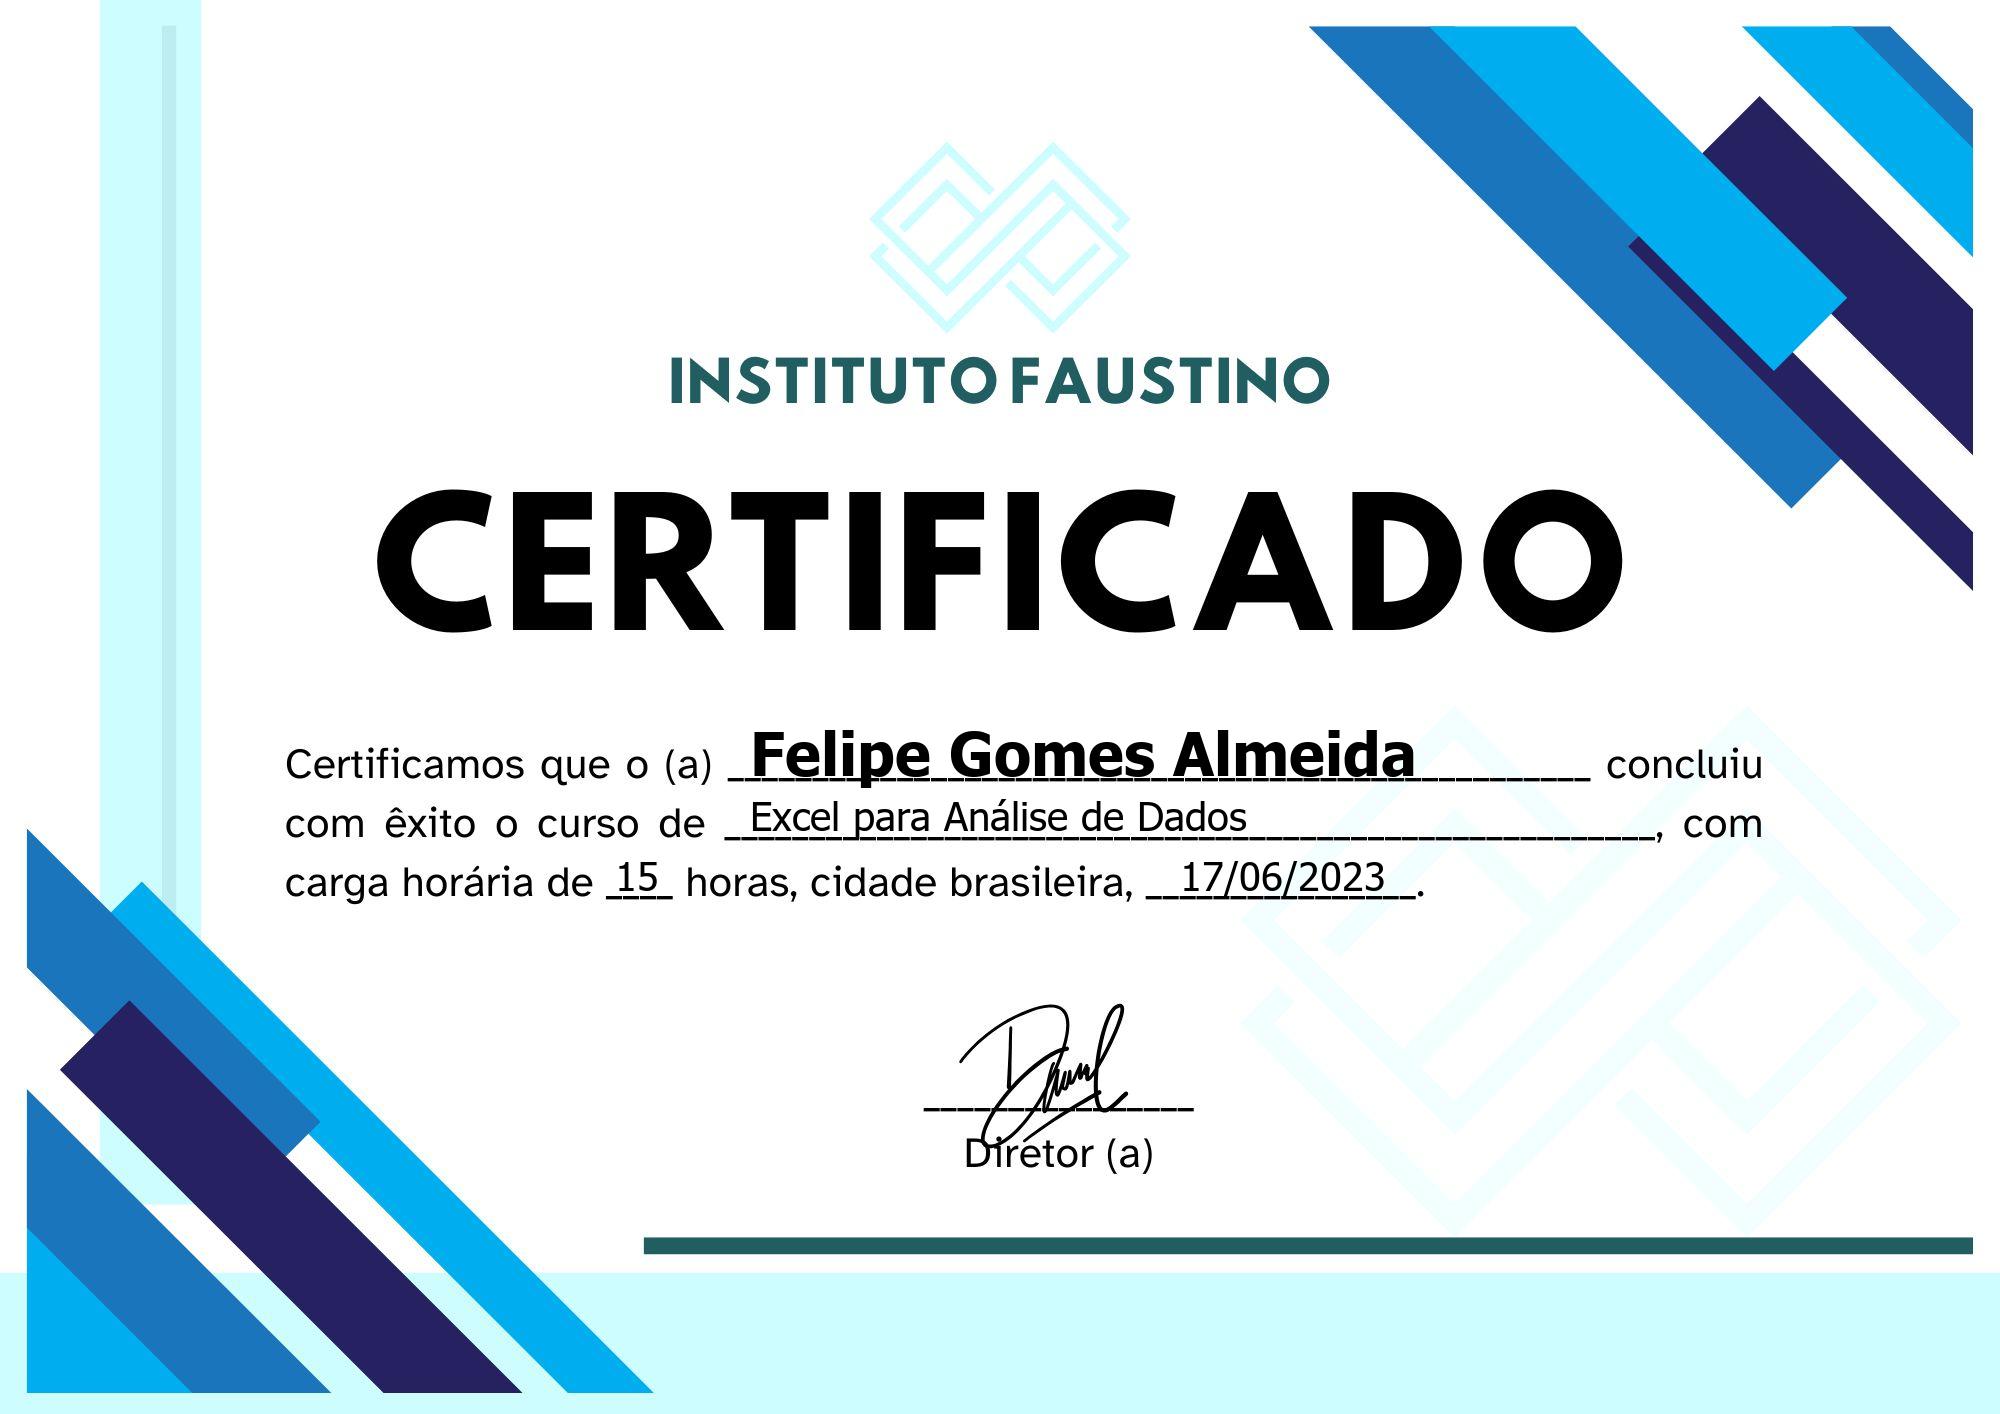 INSTITUTO FAUSTINO
CERTIFICADO
Certificamos que o (a) Felipe Gomes Almeida concluiu
com êxito o curso de Excel para Análise de Dados, com
carga horária de 15 horas, cidade brasileira, 17/06/2023.
Diretor (a)